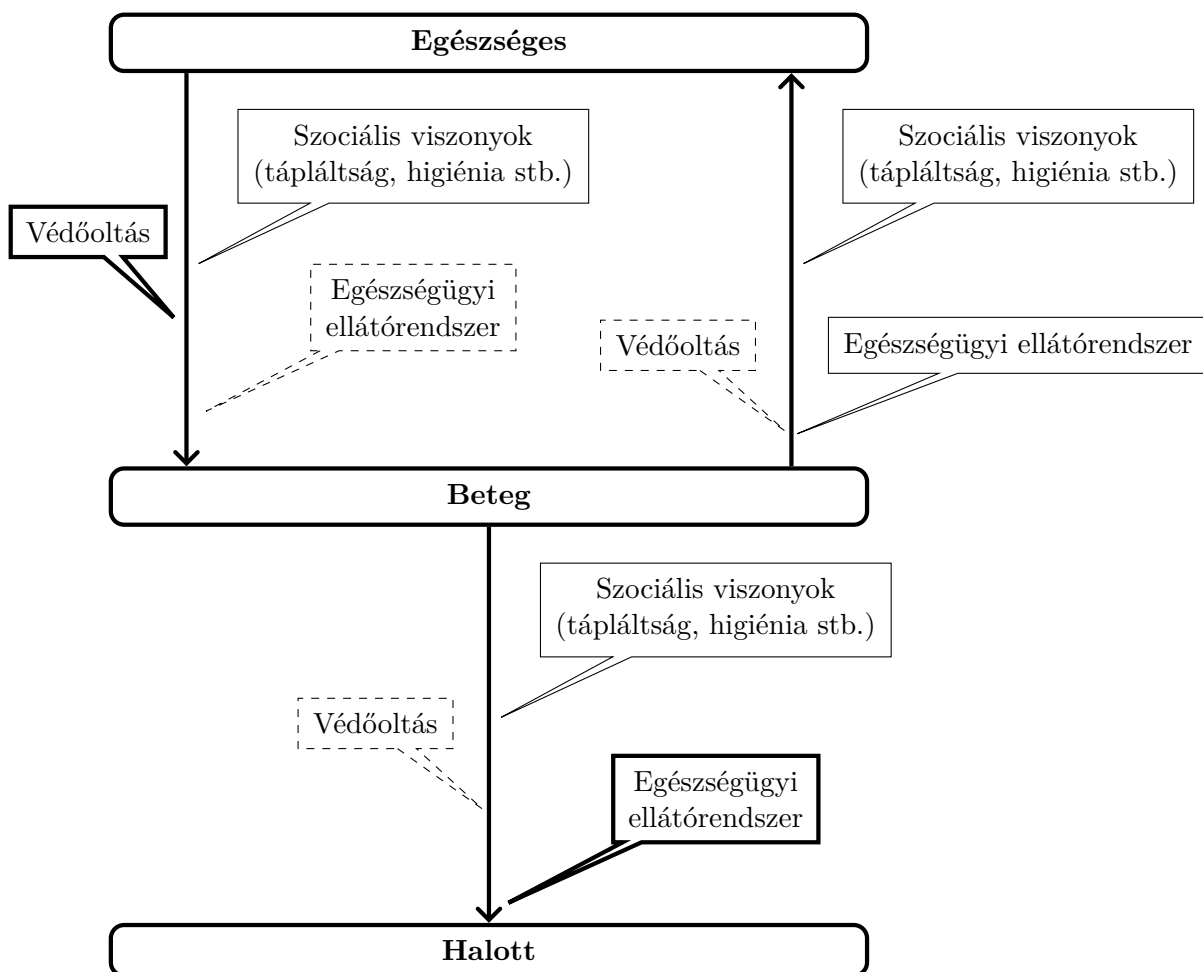 Egészséges
Szociális viszonyok
(tápláltság, higiénia stb.)
Szociális viszonyok
(tápláltság, higiénia stb.)
Védőoltás
Egészségügyi
ellátórendszer
Védőoltás
Egészségügyi ellátórendszer
Beteg
Szociális viszonyok
(tápláltság, higiénia stb.)
Védőoltás
Egészségügyi
ellátórendszer
Halott